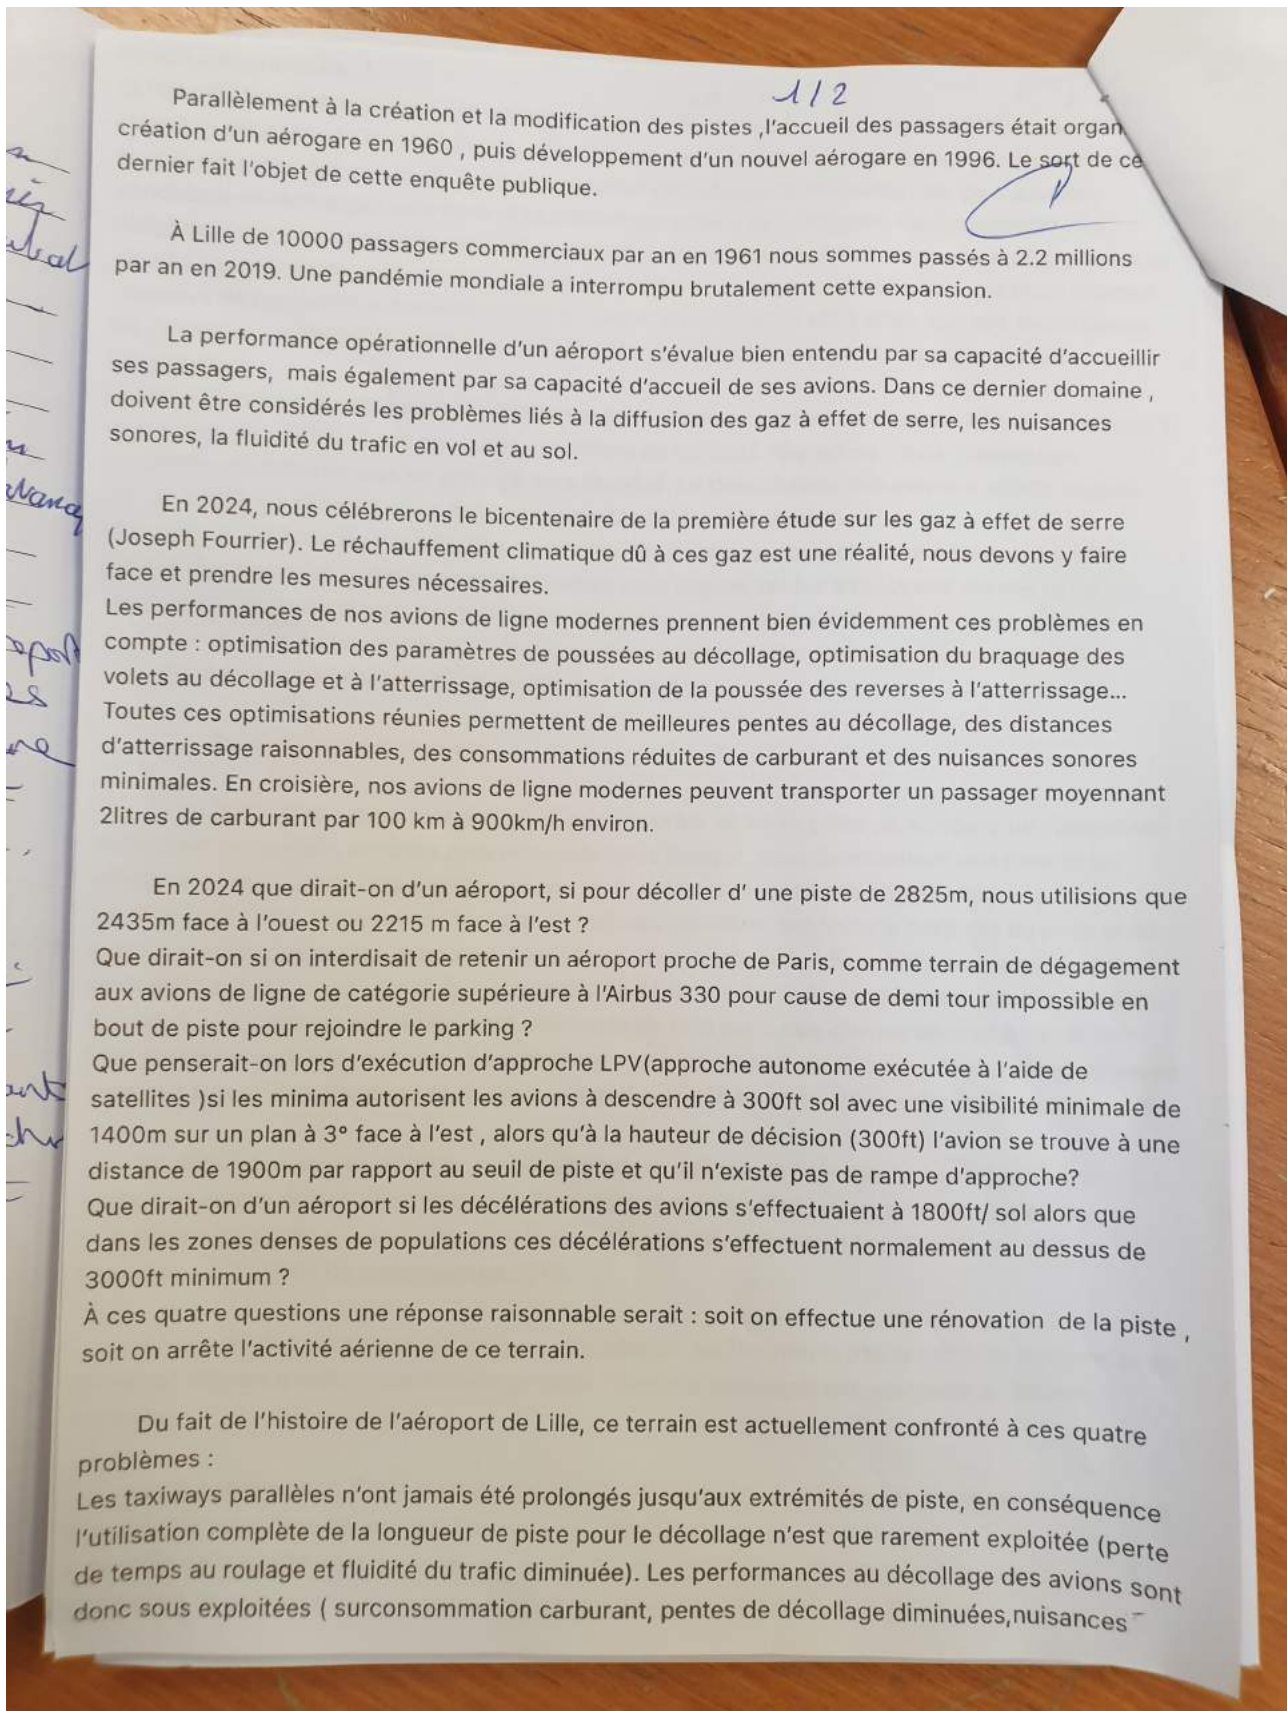 1/2
Parallèlement à la création et la modification des pistes ,l'accueil des passagers était organ
création d'un aérogare en 1960 , puis développement d'un nouvel aérogare en 1996. Le sort de ce
dernier fait l'objet de cette enquête publique.
À Lille de 10000 passagers commerciaux par an en 1961 nous sommes passés à 2.2 millions
par an en 2019. Une pandémie mondiale a interrompu brutalement cette expansion.
La performance opérationnelle d'un aéroport s'évalue bien entendu par sa capacité d'accueillir
ses passagers, mais également par sa capacité d'accueil de ses avions. Dans ce dernier domaine ,
doivent être considérés les problèmes liés à la diffusion des gaz à effet de serre, les nuisances
sonores, la fluidité du trafic en vol et au sol.
En 2024, nous célébrerons le bicentenaire de la première étude sur les gaz à effet de serre
(Joseph Fourrier). Le réchauffement climatique dû à ces gaz est une réalité, nous devons y faire
face et prendre les mesures nécessaires.
Les performances de nos avions de ligne modernes prennent bien évidemment ces problèmes en
compte : optimisation des paramètres de poussées au décollage, optimisation du braquage des
volets au décollage et à l'atterrissage, optimisation de la poussée des reverses à l'atterrissage...
Toutes ces optimisations réunies permettent de meilleures pentes au décollage, des distances
d'atterrissage raisonnables, des consommations réduites de carburant et des nuisances sonores
minimales. En croisière, nos avions de ligne modernes peuvent transporter un passager moyennant
2litres de carburant par 100 km à 900km/h environ.
En 2024 que dirait-on d'un aéroport, si pour décoller d' une piste de 2825m, nous utilisions que
2435m face à l'ouest ou 2215 m face à l'est ?
Que dirait-on si on interdisait de retenir un aéroport proche de Paris, comme terrain de dégagement
aux avions de ligne de catégorie supérieure à l'Airbus 330 pour cause de demi tour impossible en
bout de piste pour rejoindre le parking ?
Que penserait-on lors d'exécution d'approche LPV(approche autonome exécutée à l'aide de
satellites )si les minima autorisent les avions à descendre à 300ft sol avec une visibilité minimale de
1400m sur un plan à 3° face à l'est , alors qu'à la hauteur de décision (300ft) l'avion se trouve à une
distance de 1900m par rapport au seuil de piste et qu'il n'existe pas de rampe d'approche?
Que dirait-on d'un aéroport si les décélérations des avions s'effectuaient à 1800ft/ sol alors que
dans les zones denses de populations ces décélérations s'effectuent normalement au dessus de
3000ft minimum ?
À ces quatre questions une réponse raisonnable serait : soit on effectue une rénovation de la piste ,
soit on arrête l'activité aérienne de ce terrain.
Du fait de l'histoire de l'aéroport de Lille, ce terrain est actuellement confronté à ces quatre
problèmes :
Les taxiways parallèles n'ont jamais été prolongés jusqu'aux extrémités de piste, en conséquence
l'utilisation complète de la longueur de piste pour le décollage n'est que rarement exploitée (perte
de temps au roulage et fluidité du trafic diminuée). Les performances au décollage des avions sont
donc sous exploitées ( surconsommation carburant, pentes de décollage diminuées,nuisances